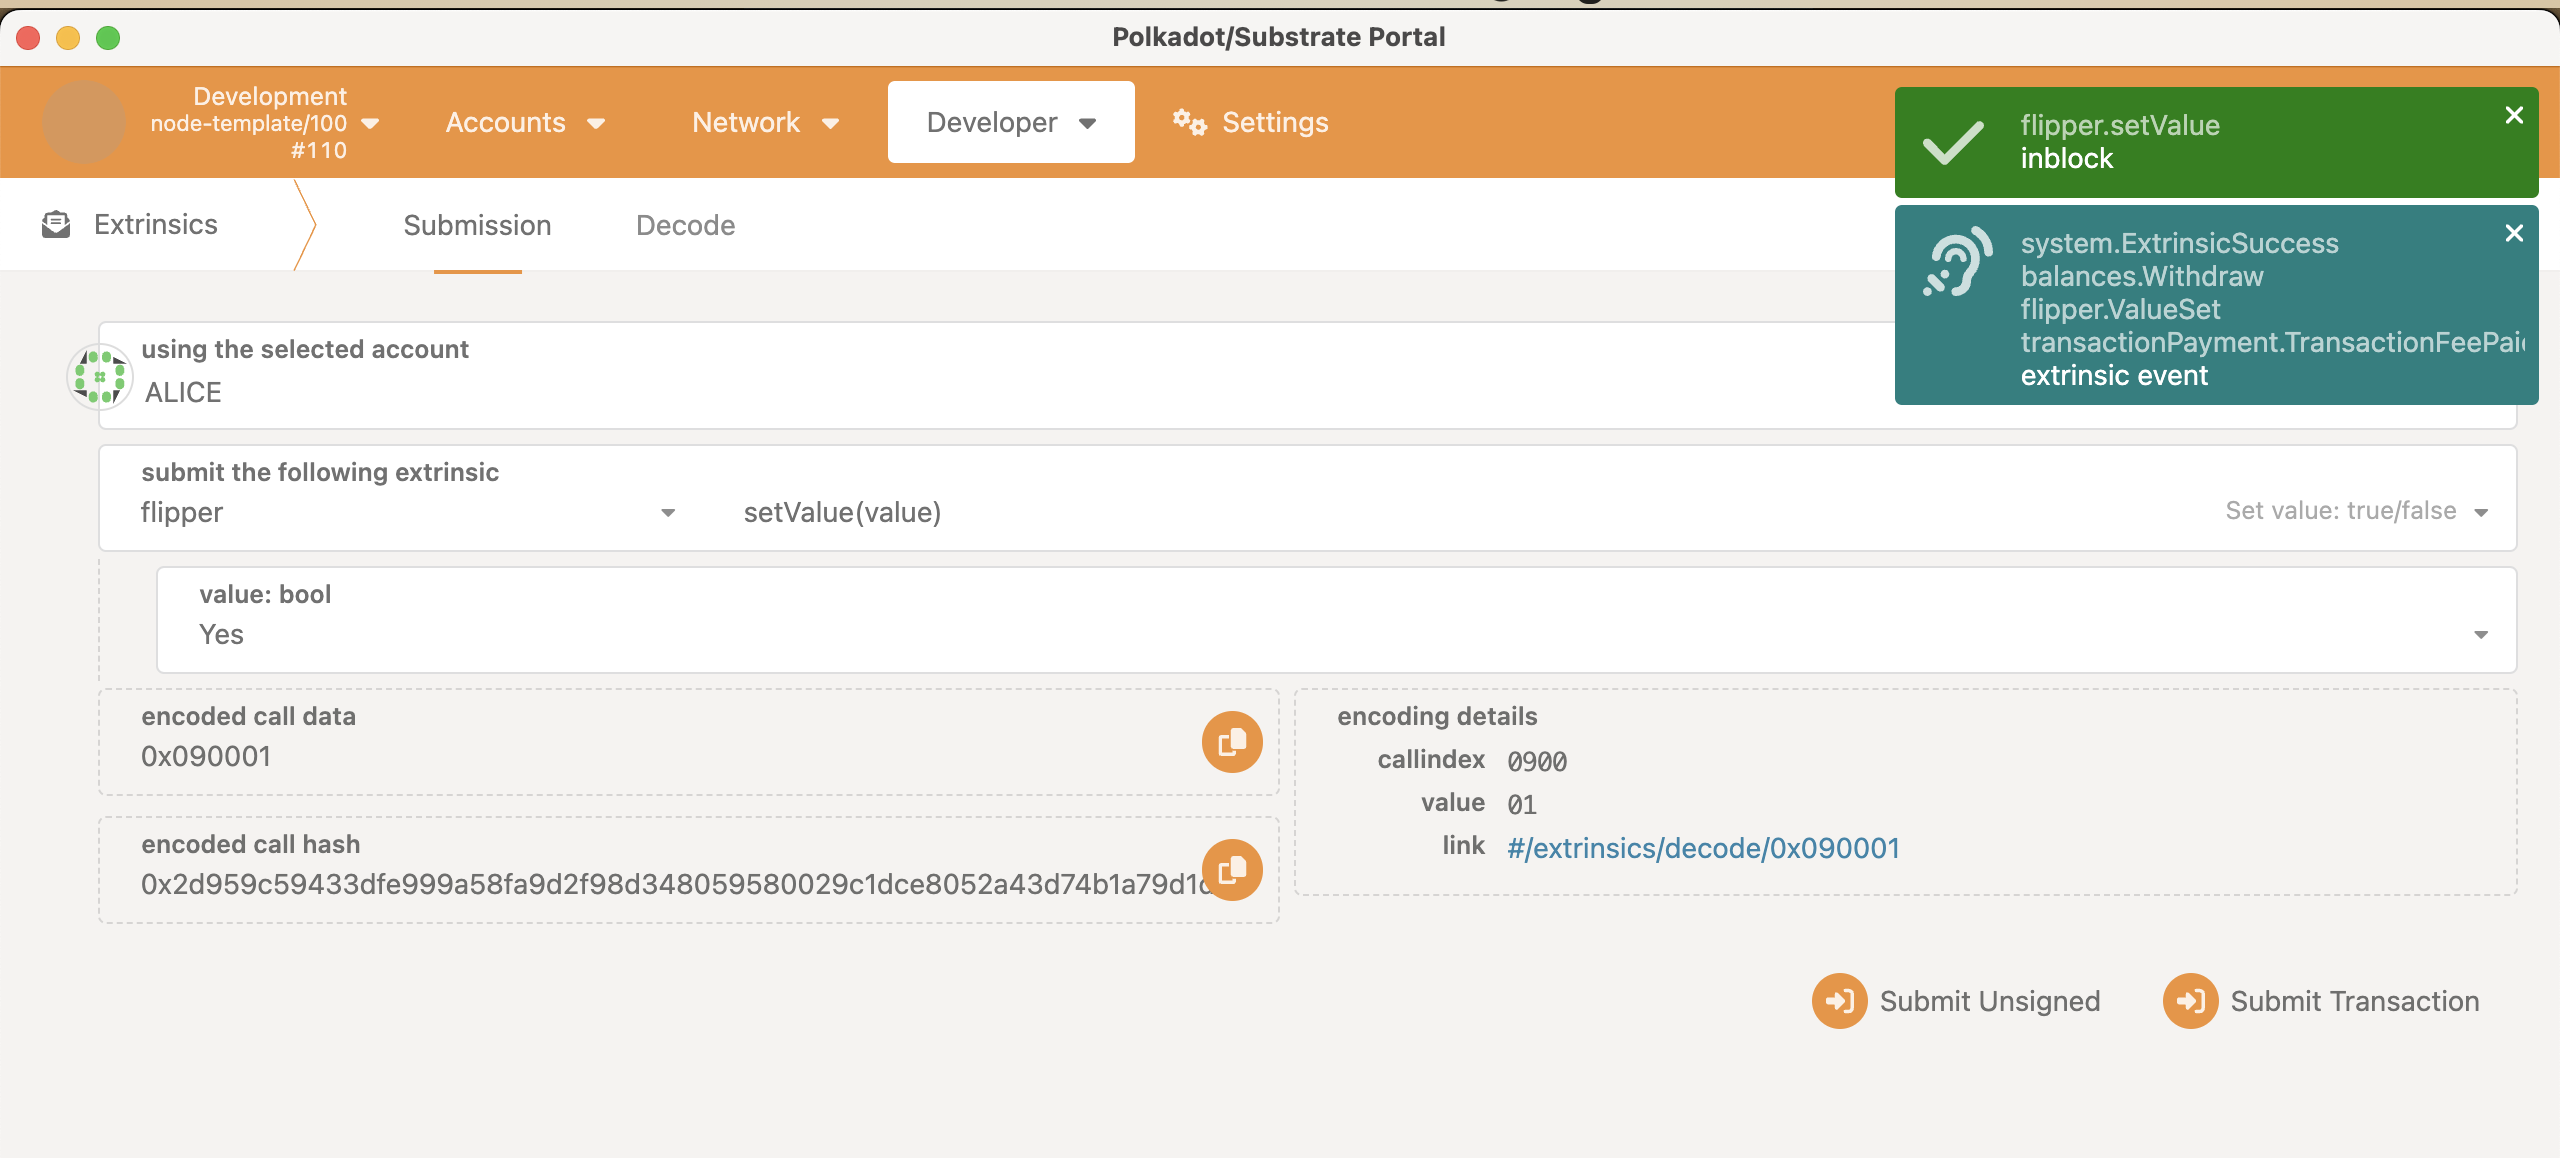 Polkadot/Substrate Portal
Development
node-template/100
#110
Accounts
Network
Developer
Settings
flipper.setValue
inblock
system.ExtrinsicSuccess
balances.Withdraw
flipper.ValueSet
transactionPayment.TransactionFeePaid
extrinsic event
Extrinsics
Submission
Decode
using the selected account
ALICE
submit the following extrinsic
flipper
setValue(value)
Set value: true/false
value: bool
Yes
encoded call data
0x090001
encoded call hash
0x2d959c59433dfe999a58fa9d2f98d348059580029c1dce8052a43d74b1a79d1
encoding details
callindex 0900
value 01
link #/extrinsics/decode/0x090001
Submit Unsigned
Submit Transaction